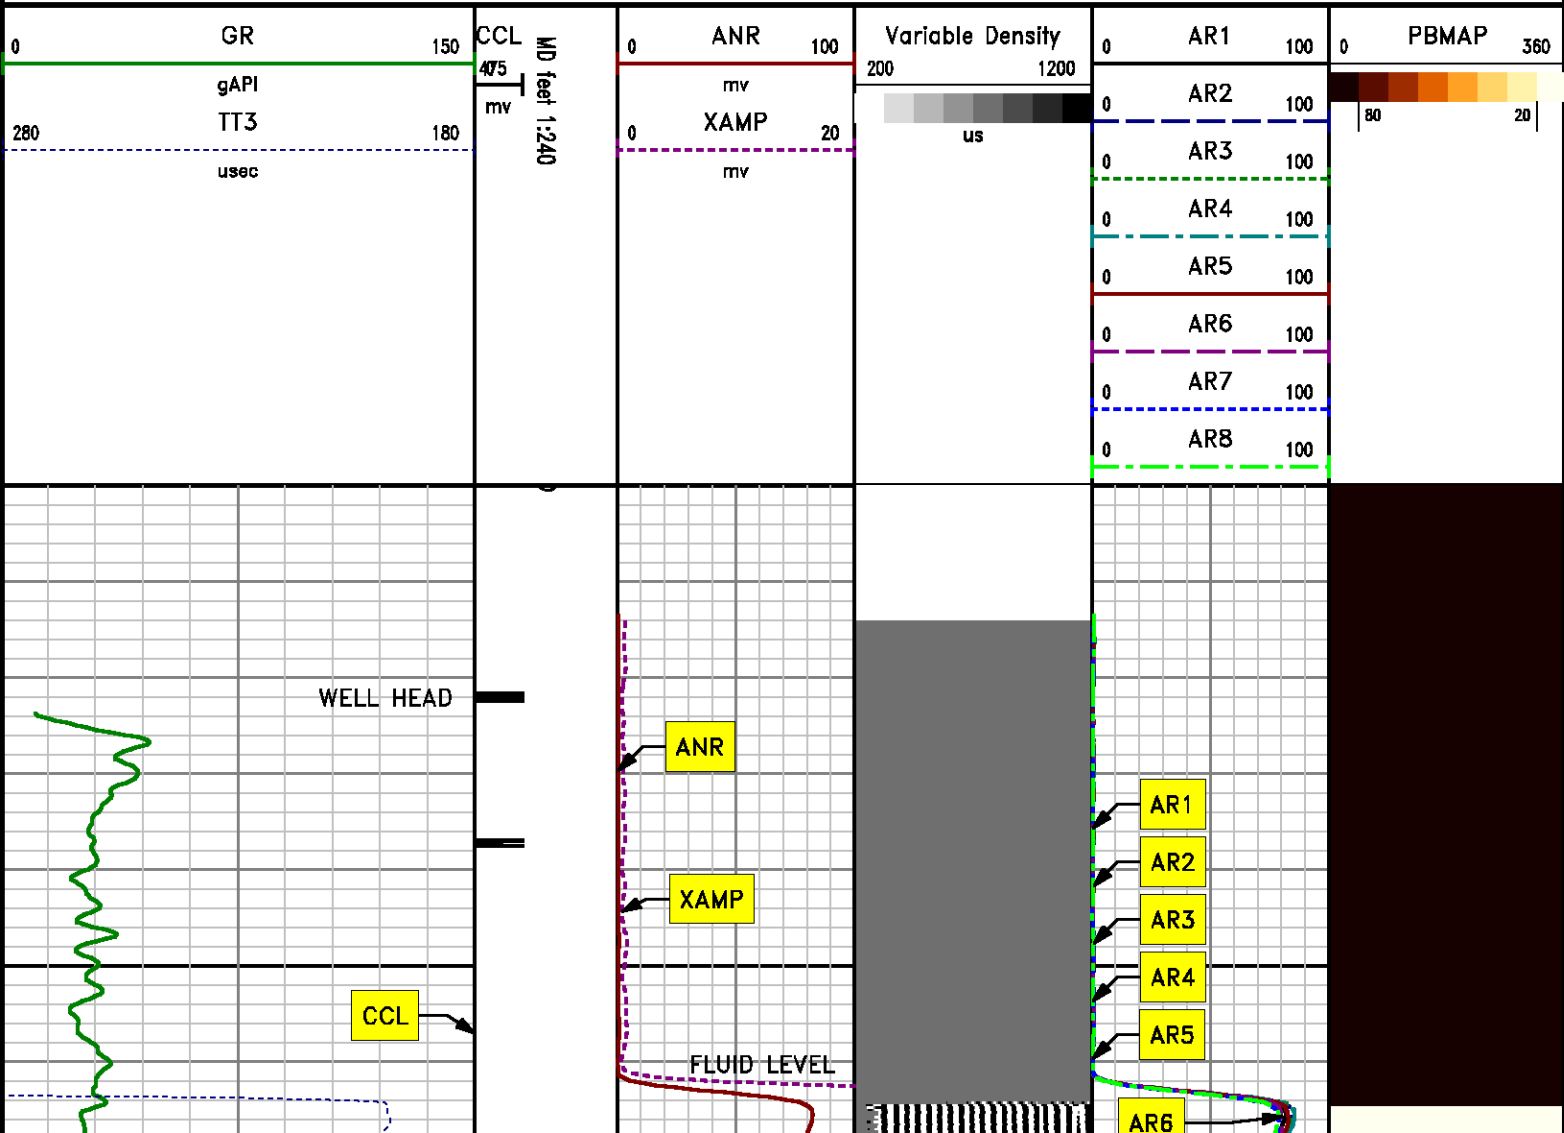 GR
0 150
gAPI
TT3
280 180
usec
CCL
mv
MD feet 1:240
ANR
0 100
mv
XAMP
0 20
mv
Variable Density
200 1200
us
AR1
0 100
AR2
0 100
AR3
0 100
AR4
0 100
AR5
0 100
AR6
0 100
AR7
0 100
AR8
0 100
PBMAP
0 360
80 20
WELL HEAD
ANR
AR1
AR2
XAMP
AR3
AR4
CCL
AR5
FLUID LEVEL
AR6